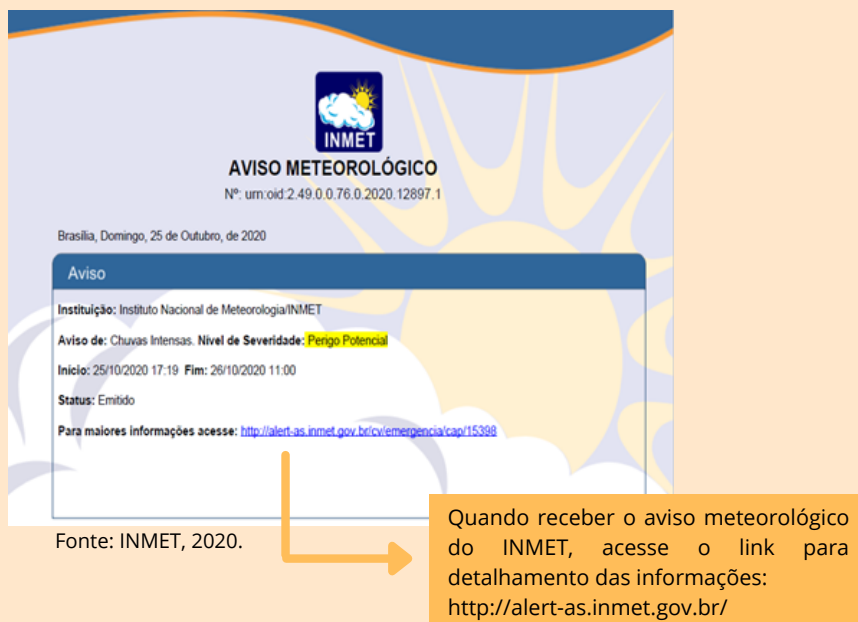 INMET
AVISO METEOROLÓGICO
Nº: urn:oid:2.49.0.0.76.0.2020.12897.1
Brasília, Domingo, 25 de Outubro, de 2020
Aviso
Instituição: Instituto Nacional de Meteorologia/INMET
Aviso de: Chuvas Intensas. Nível de Severidade: Perigo Potencial
Início: 25/10/2020 17:19 Fim: 26/10/2020 11:00
Status: Emitido
Para maiores informações acesse: http://alert-as.inmet.gov.br/cv/emergencia/cap/15398
Fonte: INMET, 2020.
Quando receber o aviso meteorológico
do INMET, acesse o link para
detalhamento das informações:
http://alert-as.inmet.gov.br/